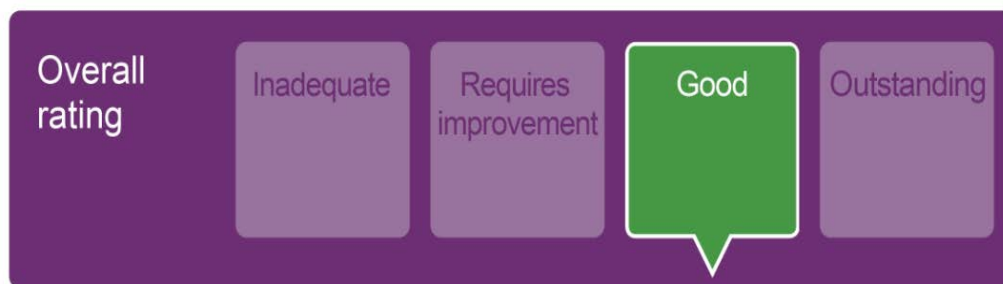 Overall
rating
Inadequate
Requires
improvement
Good
Outstanding